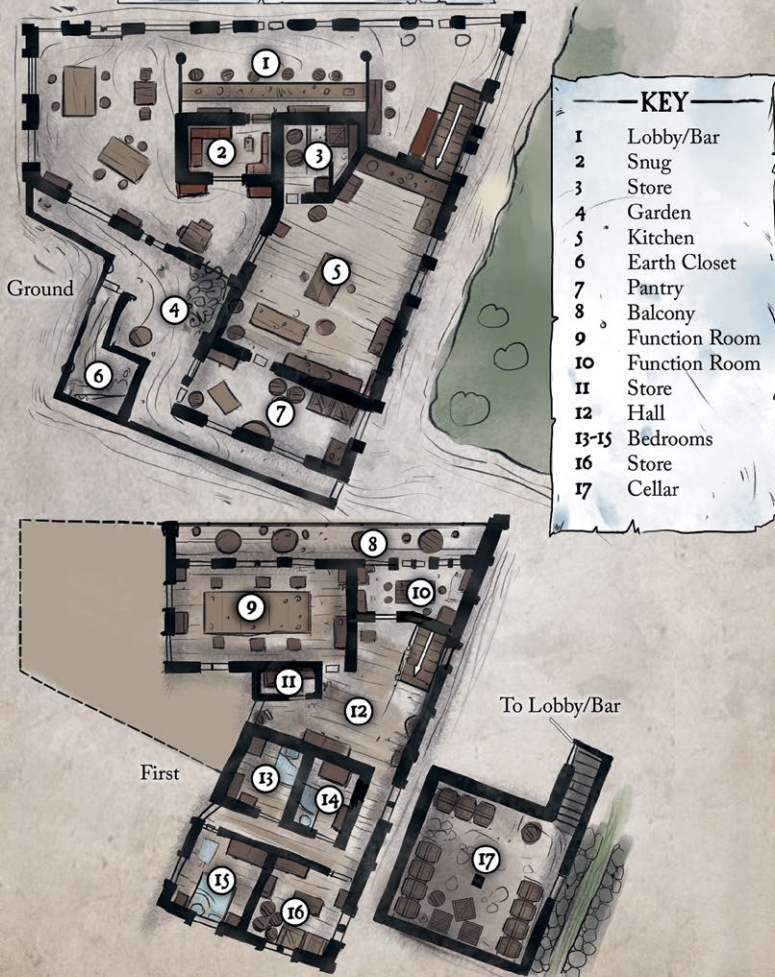 KEY
1 Lobby/Bar
2 Snug
3 Store
4 Garden
5 Kitchen
6 Earth Closet
7 Pantry
8 Balcony
9 Function Room
10 Function Room
11 Store
12 Hall
13-15 Bedrooms
16 Store
17 Cellar
1
2
3
5
Ground
4
6
7
8
10
9
11
12
To Lobby/Bar
First
13
14
17
15
16